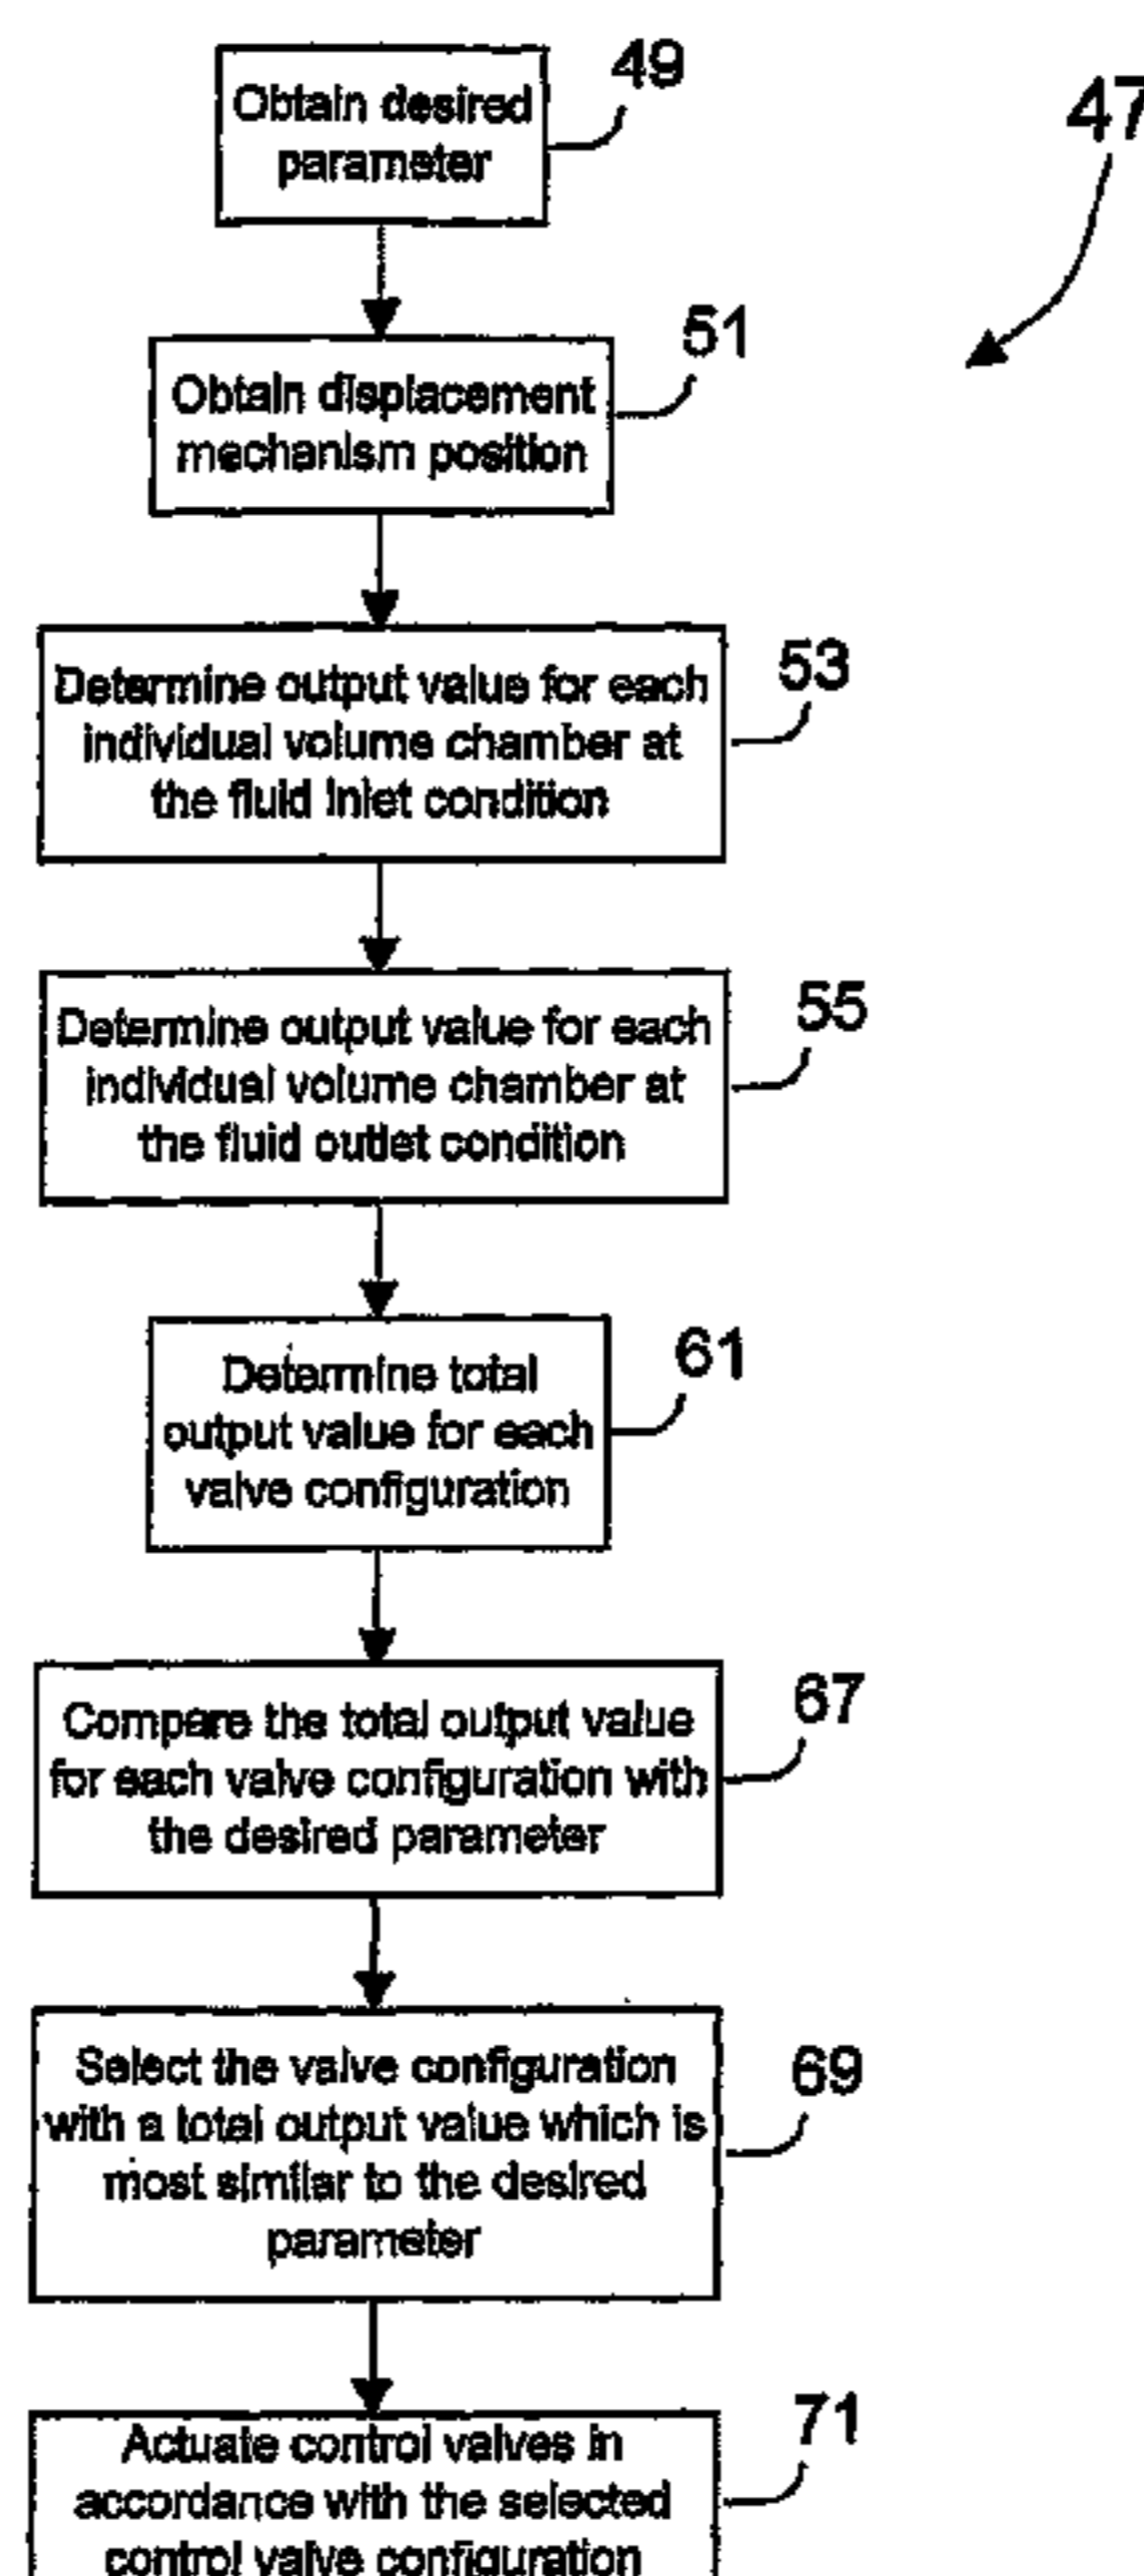 49
Obtain desired
parameter
47
51
Obtain displacement
mechanism position
53
Determine output value for each
individual volume chamber at
the fluid inlet condition
55
Determine output value for each
individual volume chamber at
the fluid outlet condition
61
Determine total
output value for each
valve configuration
67
Compare the total output value
for each valve configuration with
the desired parameter
69
Select the valve configuration
with a total output value which is
most similar to the desired
parameter
71
Actuate control valves in
accordance with the selected
control valve configuration